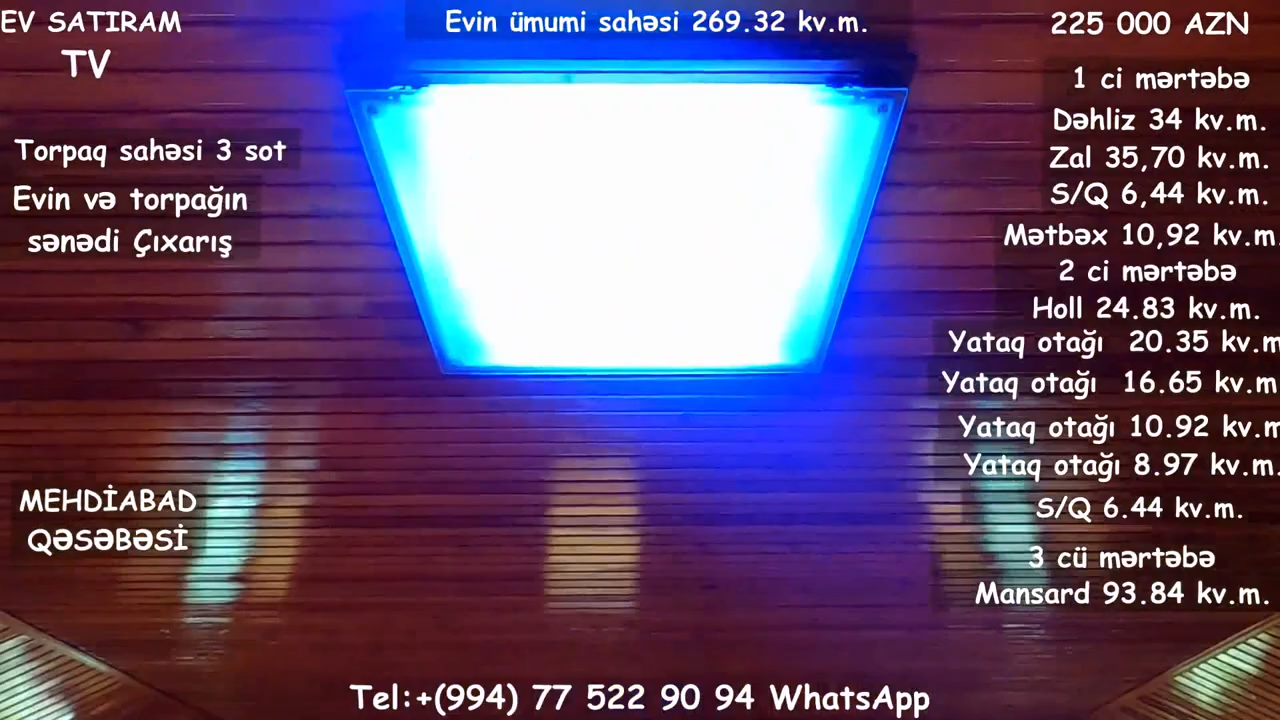 EV SATIRAM
TV
Evin ümumi sahəsi 269.32 kv.m.
225 000 AZN
Torpaq sahəsi 3 sot
Evin və torpağın
sənədi Çıxarış
MEHDİABAD
QƏSƏBƏSİ
1 ci mərtəbə
Dəhliz 34 kv.m.
Zal 35,70 kv.m.
S/Q 6,44 kv.m.
Mətbəx 10,92 kv.m.
2 ci mərtəbə
Holl 24.83 kv.m.
Yataq otağı 20.35 kv.m
Yataq otağı 16.65 kv.m
Yataq otağı 10.92 kv.m
Yataq otağı 8.97 kv.m.
S/Q 6.44 kv.m.
3 cü mərtəbə
Mansard 93.84 kv.m.
Tel:+(994) 77 522 90 94 WhatsApp